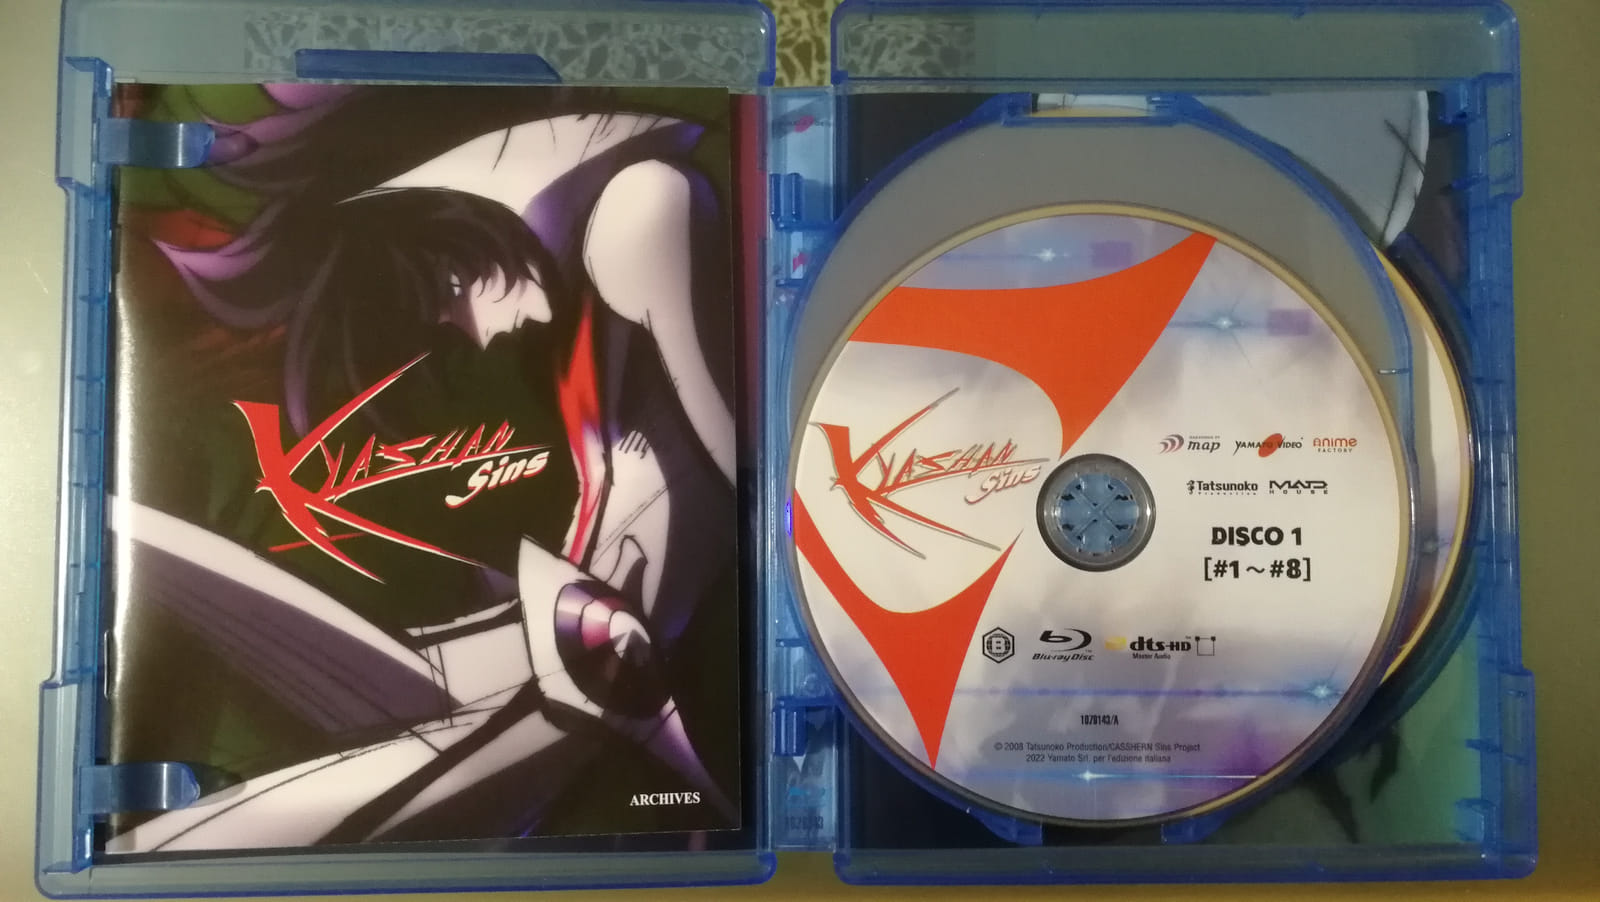 KYASHAN
Sins
ARCHIVES
KYASHAN
Sins
map
YAMATO VIDEO
anime
FACTORY
Tatsunoko
Production
MAD
HOUSE
DISCO 1
[#1~#8]
Blu-ray Disc
dts-HD
Master Audio
1070143/A
© 2008 Tatsunoko Production/CASSHERN Sins Project
2022 Yamato Srl. per l'edizione italiana